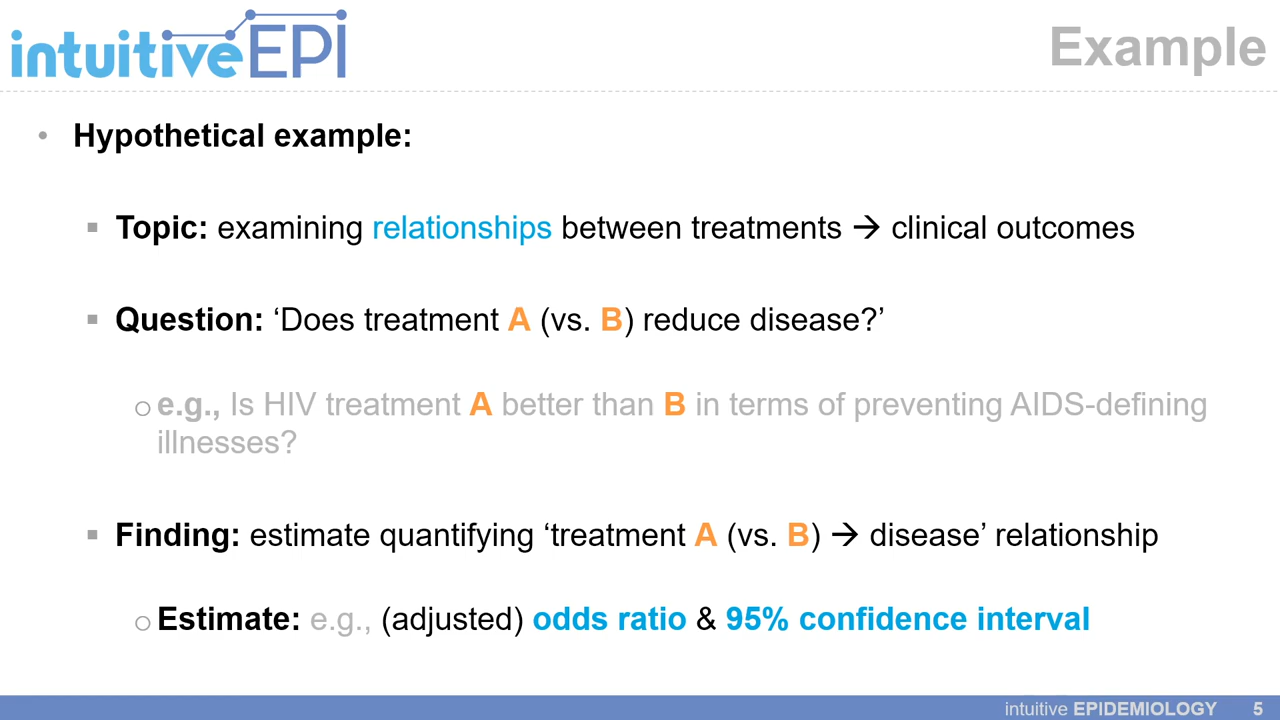 intuitiveEPI
Example
• Hypothetical example:
▪ Topic: examining relationships between treatments → clinical outcomes
▪ Question: ‘Does treatment A (vs. B) reduce disease?’
○ e.g., Is HIV treatment A better than B in terms of preventing AIDS-defining
illnesses?
▪ Finding: estimate quantifying ‘treatment A (vs. B) → disease’ relationship
○ Estimate: e.g., (adjusted) odds ratio & 95% confidence interval
intuitive EPIDEMIOLOGY 5